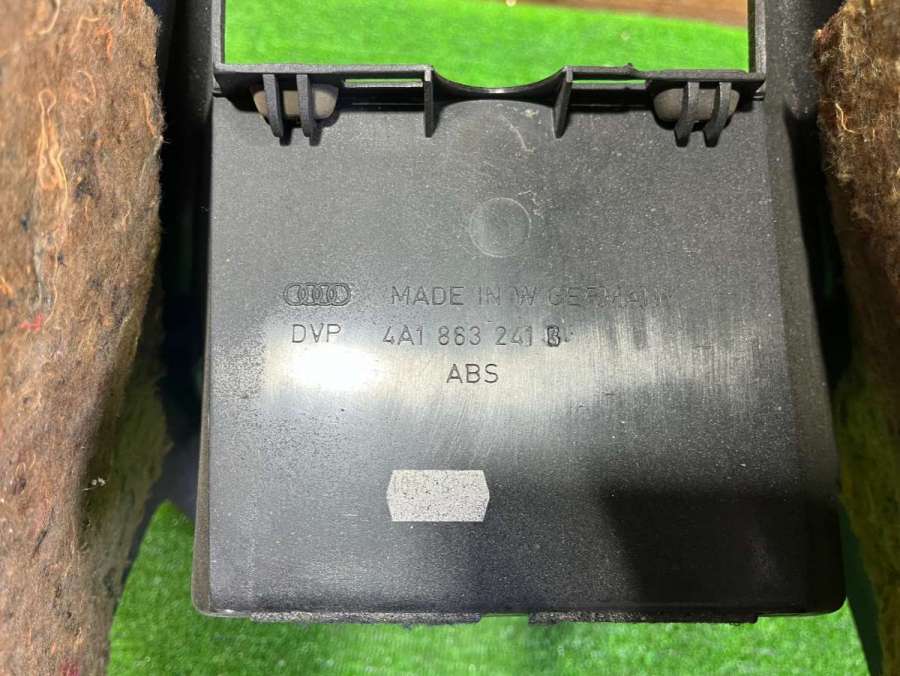 MADE IN W. GERMANY
DVP 4A1 863 241 B
ABS